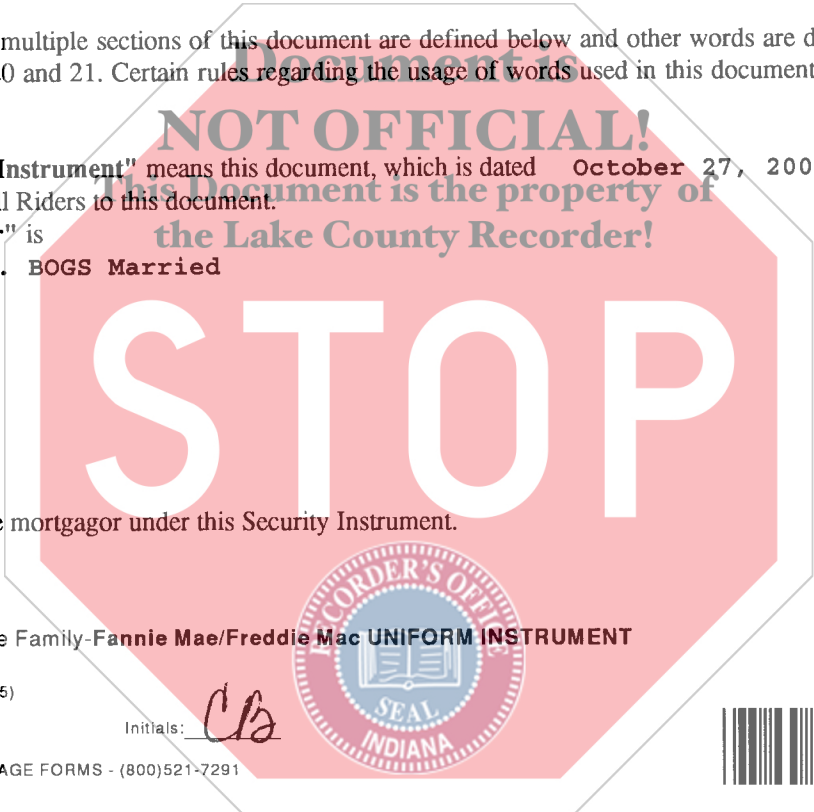 multiple sections of this document are defined below and other words are d
0 and 21. Certain rules regarding the usage of words used in this document
Document is
NOT OFFICIAL!
This Document is the property of
the Lake County Recorder!
Instrument" means this document, which is dated October 27, 200
l Riders to this document.
" is
. BOGS Married
STOP
mortgagor under this Security Instrument.
RECORDER'S OFFICE
SEAL
INDIANA
e Family-Fannie Mae/Freddie Mac UNIFORM INSTRUMENT
5)
Initials: CB
AGE FORMS - (800)521-7291